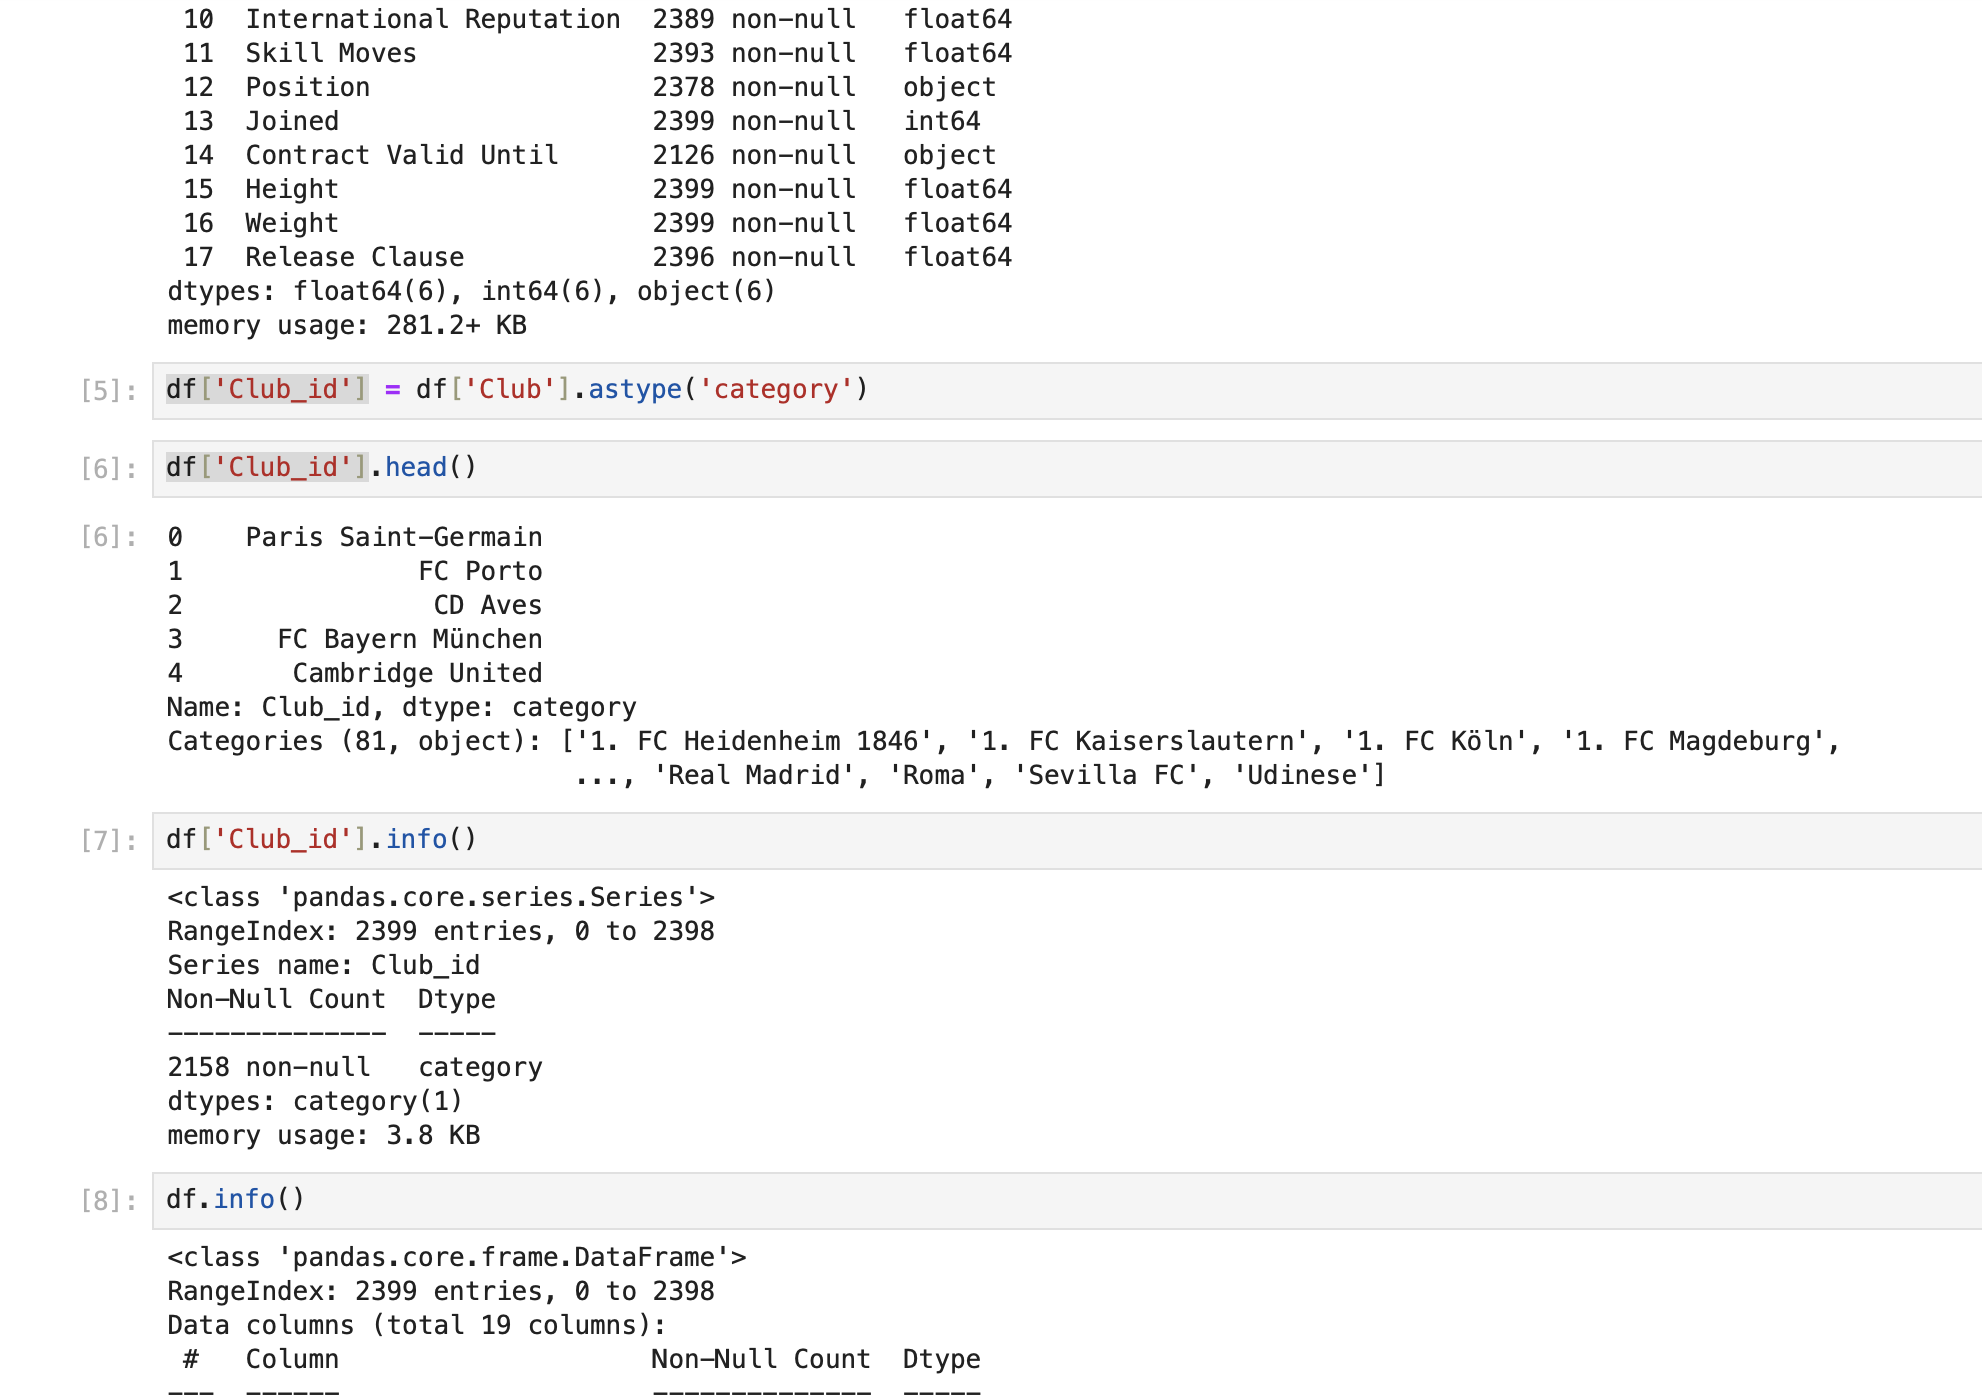 10  International Reputation  2389 non-null   float64
11  Skill Moves               2393 non-null   float64
12  Position                  2378 non-null   object
13  Joined                    2399 non-null   int64
14  Contract Valid Until      2126 non-null   object
15  Height                    2399 non-null   float64
16  Weight                    2399 non-null   float64
17  Release Clause            2396 non-null   float64
dtypes: float64(6), int64(6), object(6)
memory usage: 281.2+ KB
[5]: df['Club_id'] = df['Club'].astype('category')
[6]: df['Club_id'].head()
[6]: 0    Paris Saint-Germain
1               FC Porto
2                CD Aves
3      FC Bayern München
4       Cambridge United
Name: Club_id, dtype: category
Categories (81, object): ['1. FC Heidenheim 1846', '1. FC Kaiserslautern', '1. FC Köln', '1. FC Magdeburg',
..., 'Real Madrid', 'Roma', 'Sevilla FC', 'Udinese']
[7]: df['Club_id'].info()
<class 'pandas.core.series.Series'>
RangeIndex: 2399 entries, 0 to 2398
Series name: Club_id
Non-Null Count  Dtype
--------------  -----
2158 non-null   category
dtypes: category(1)
memory usage: 3.8 KB
[8]: df.info()
<class 'pandas.core.frame.DataFrame'>
RangeIndex: 2399 entries, 0 to 2398
Data columns (total 19 columns):
#   Column                    Non-Null Count  Dtype
---  ------                    --------------  -----